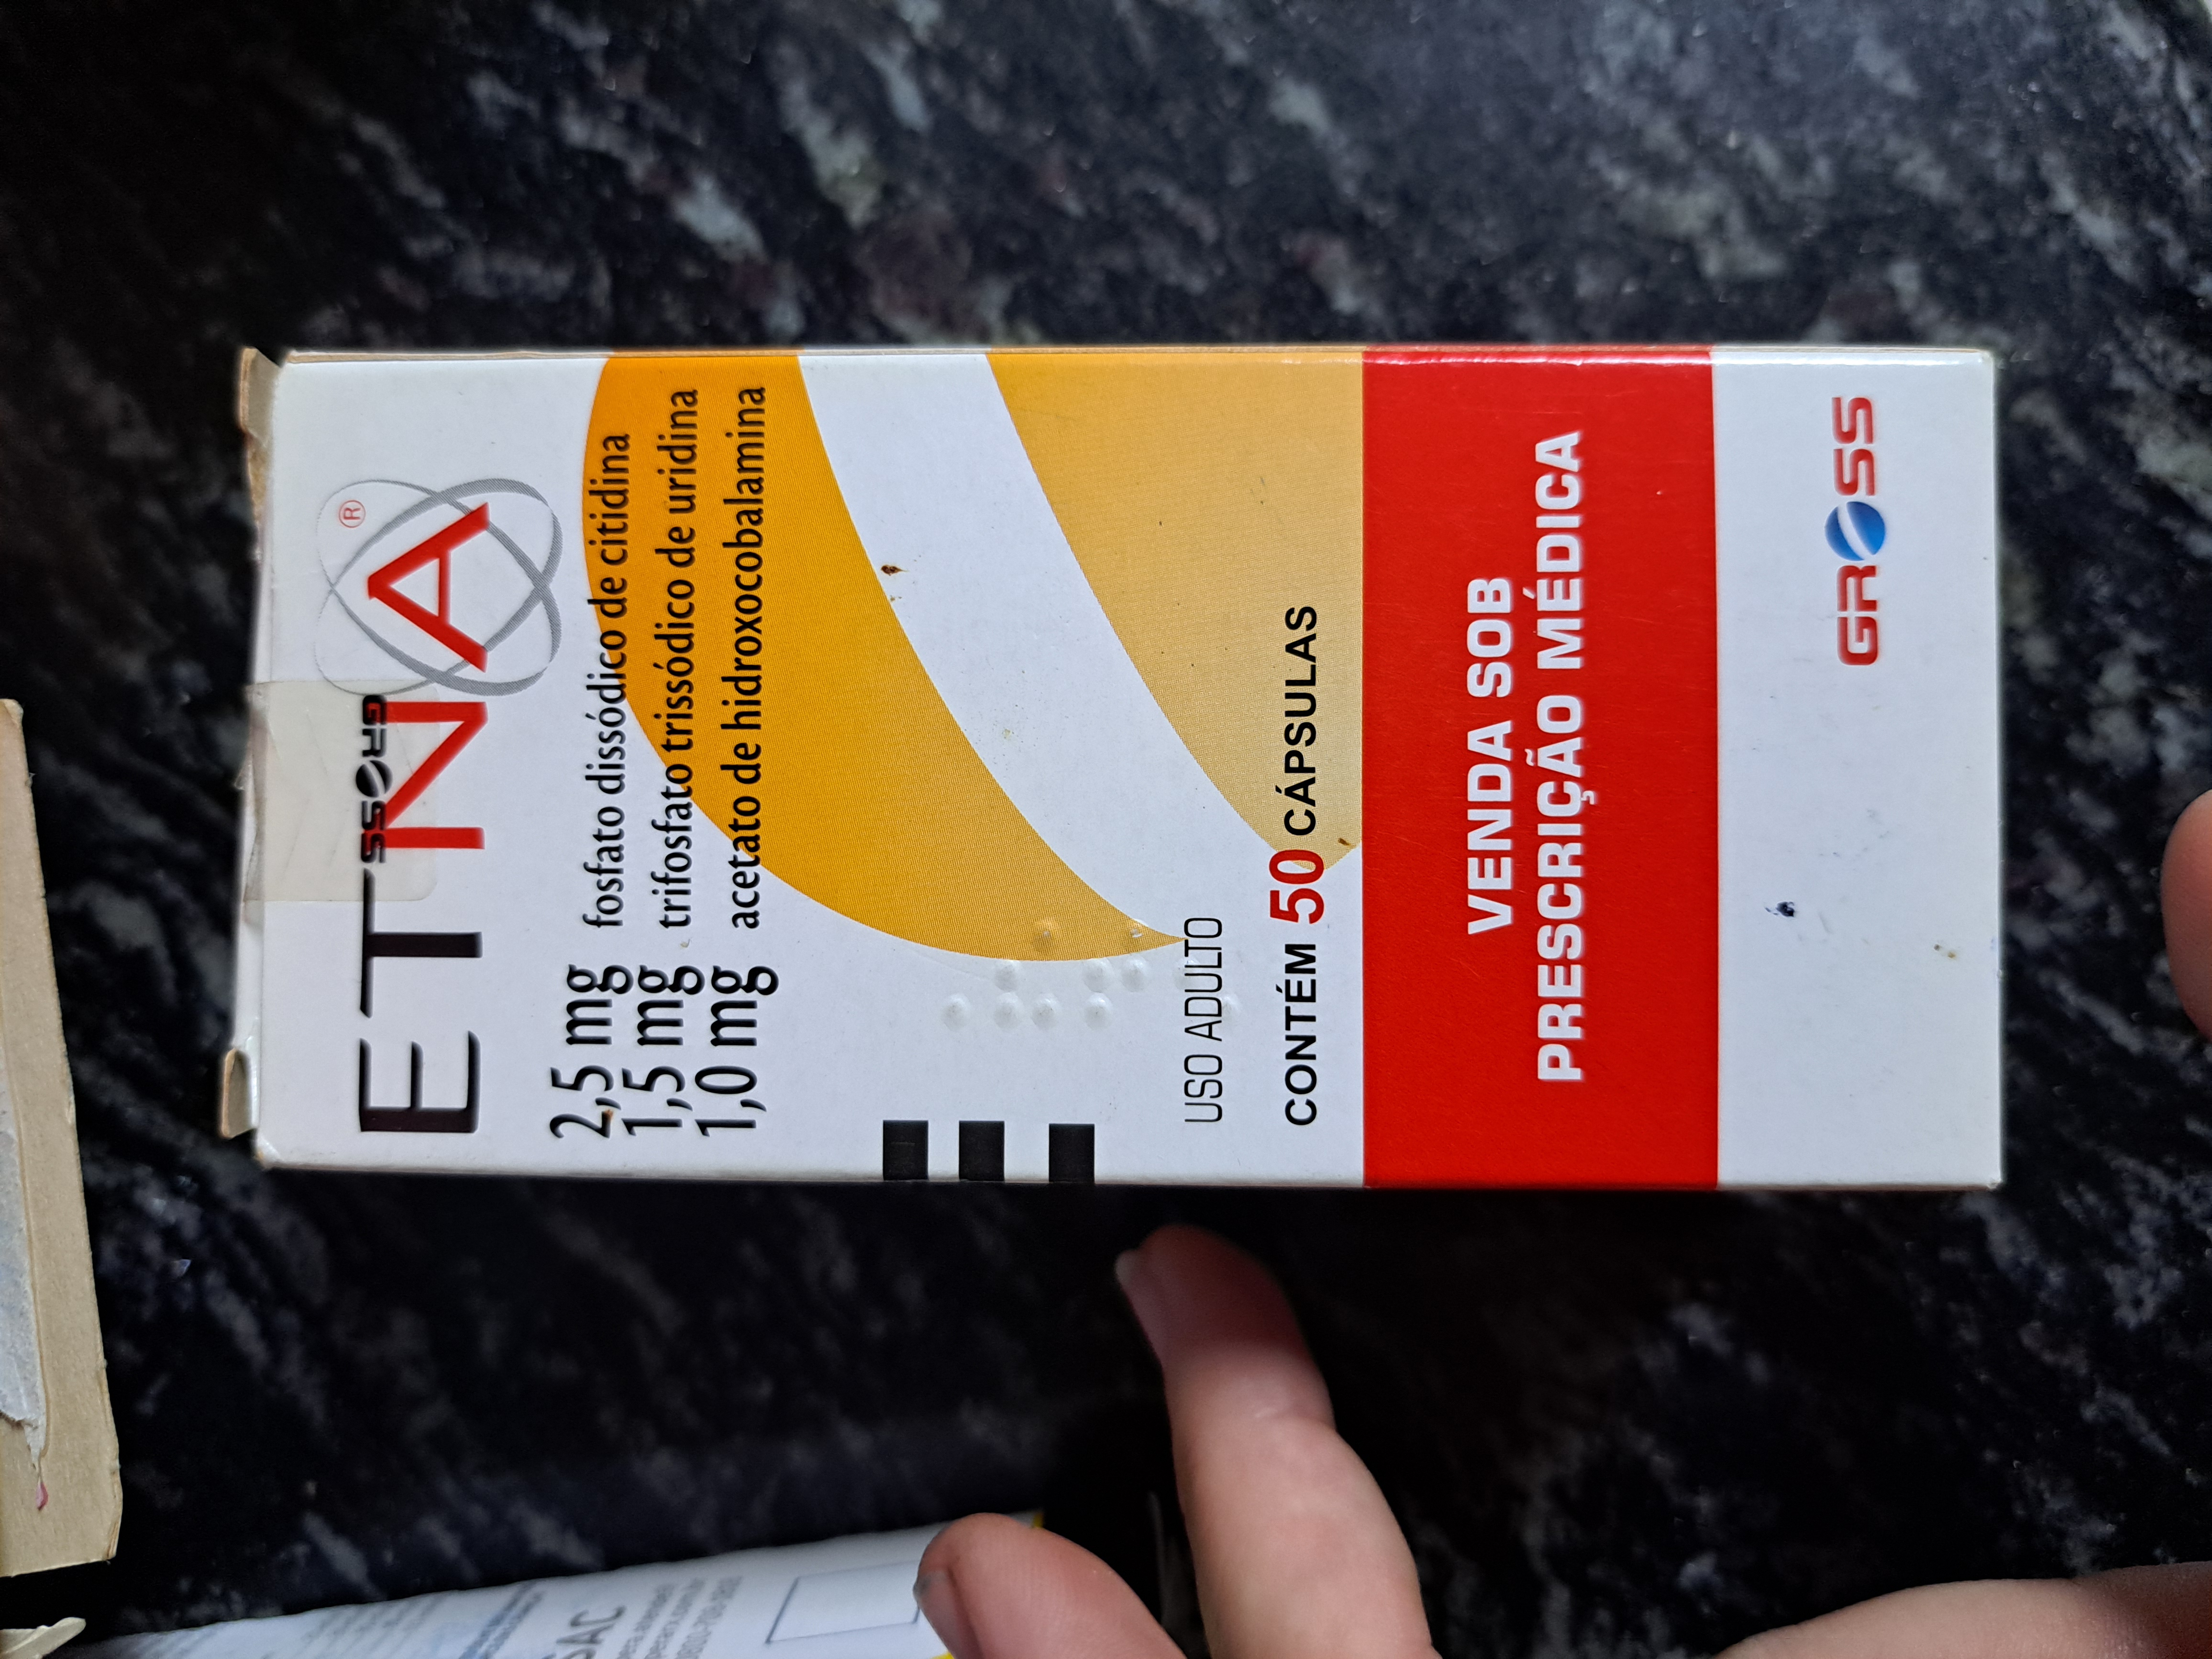 ETNA®
GROSS
2,5 mg fosfato dissódico de citidina
1,5 mg trifosfato trissódico de uridina
1,0 mg acetato de hidroxocobalamina
USO ADULTO
CONTÉM 50 CÁPSULAS
VENDA SOB
PRESCRIÇÃO MÉDICA
GROSS
SAC